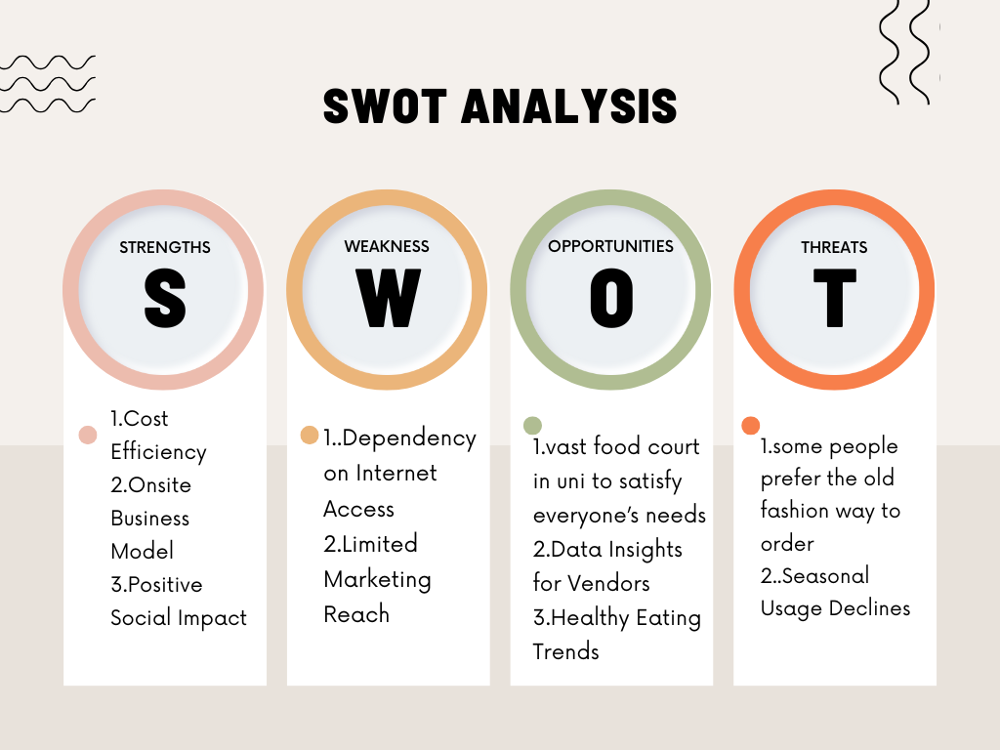 SWOT ANALYSIS
STRENGTHS
S
1.Cost
Efficiency
2.Onsite
Business
Model
3.Positive
Social Impact
WEAKNESS
W
1..Dependency
on Internet
Access
2.Limited
Marketing
Reach
OPPORTUNITIES
O
1.vast food court
in uni to satisfy
everyone's needs
2.Data Insights
for Vendors
3.Healthy Eating
Trends
THREATS
T
1.some people
prefer the old
fashion way to
order
2..Seasonal
Usage Declines